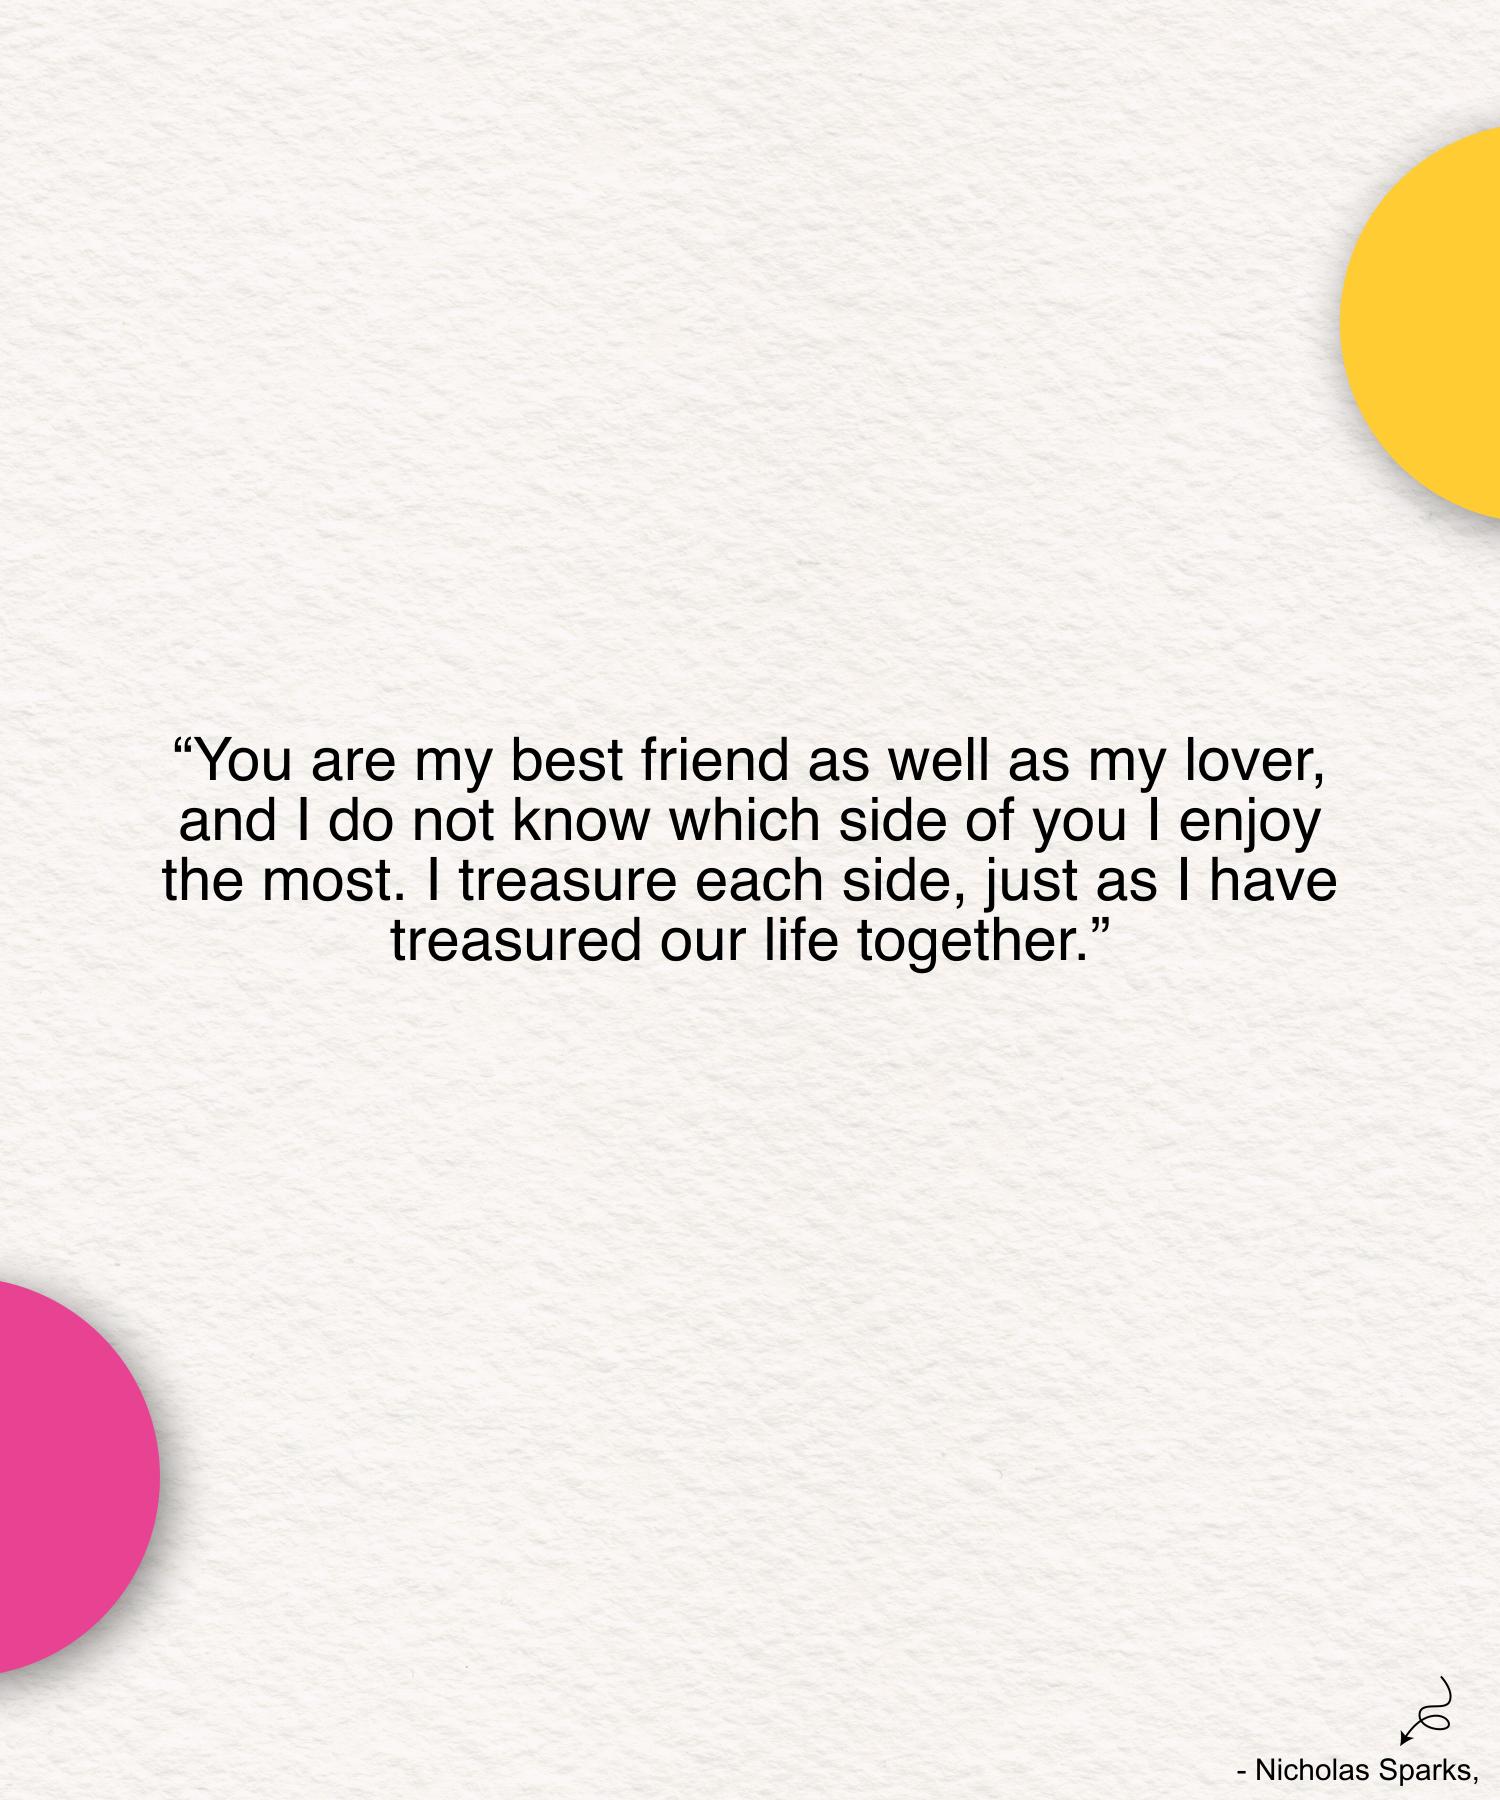 “You are my best friend as well as my lover,
and I do not know which side of you I enjoy
the most. I treasure each side, just as I have
treasured our life together.”
- Nicholas Sparks,